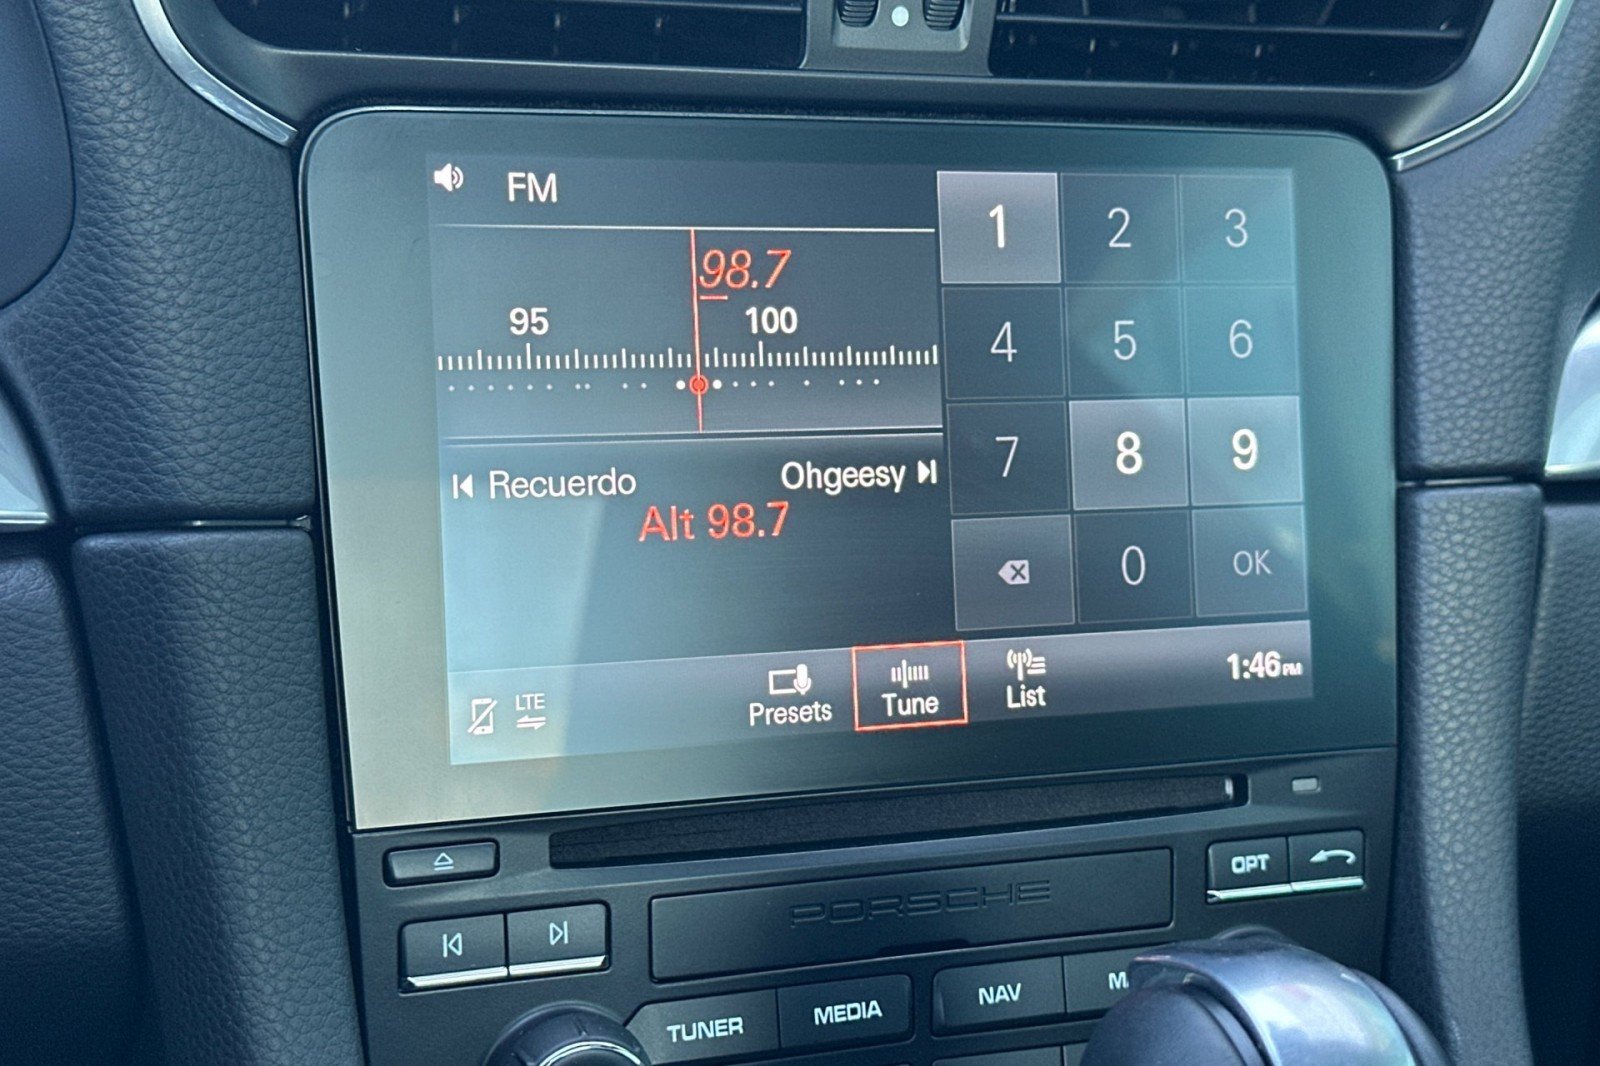 FM
98.7
95 100
Recuerdo Ohgeesy
Alt 98.7
1 2 3
4 5 6
7 8 9
0 OK
LTE
Presets Tune List
1:46 PM
OPT
PORSCHE
TUNER MEDIA NAV